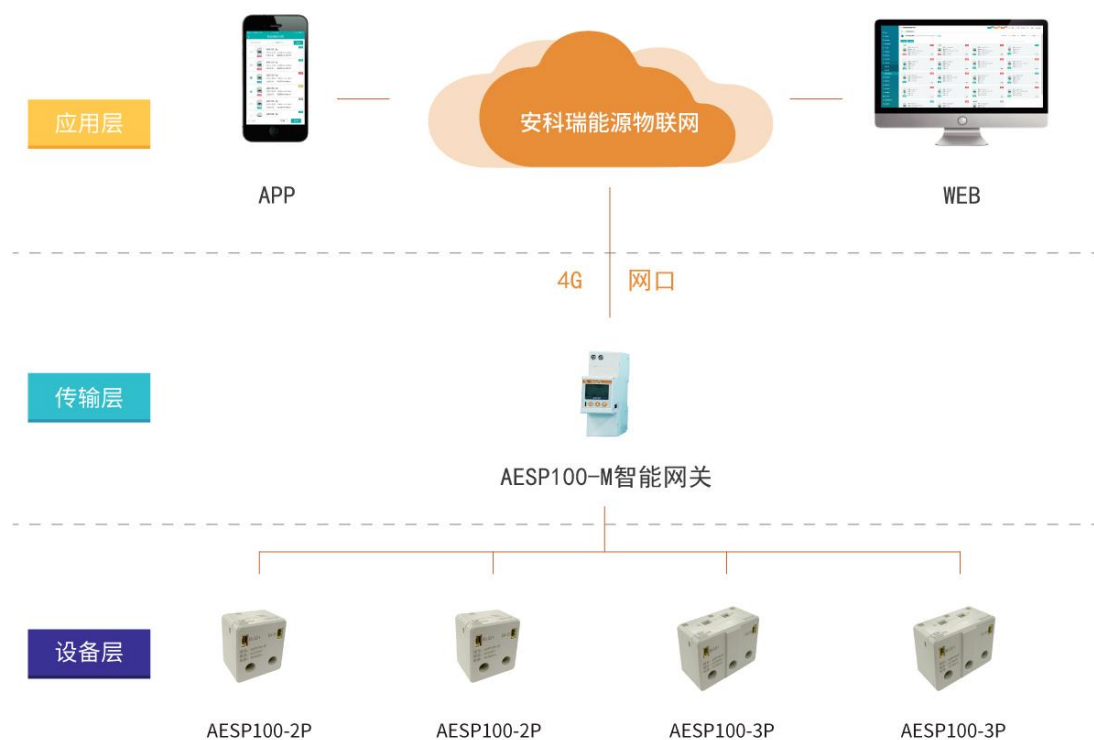 应用层
安科瑞能源物联网
APP
WEB
4G 网口
传输层
AESP100-M智能网关
设备层
AESP100-2P
AESP100-2P
AESP100-3P
AESP100-3P